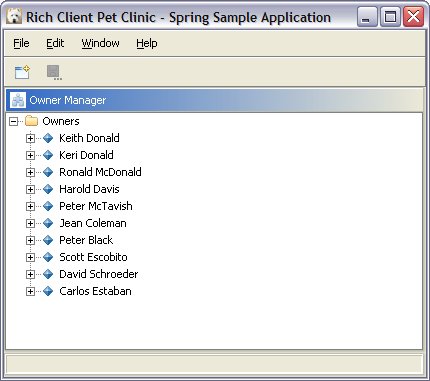 Rich Client Pet Clinic - Spring Sample Application
File Edit Window Help
Owner Manager
Owners
Keith Donald
Keri Donald
Ronald McDonald
Harold Davis
Peter McTavish
Jean Coleman
Peter Black
Scott Escobito
David Schroeder
Carlos Estaban